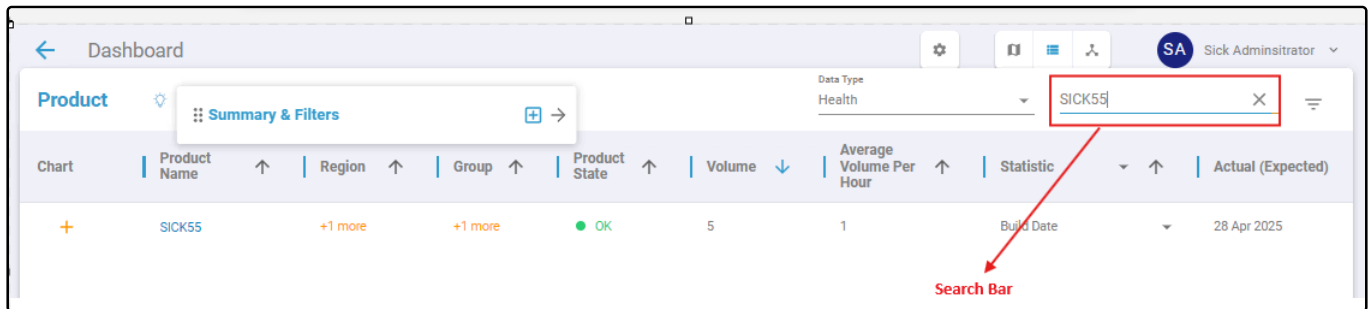 Dashboard
SA
Sick Adminsitrator
Product
Summary & Filters
Data Type
Health
SICK55
Chart
Product
Name
Region
Group
Product
State
Volume
Average
Volume Per
Hour
Statistic
Actual (Expected)
SICK55
+1 more
+1 more
OK
5
1
Build Date
28 Apr 2025
Search Bar